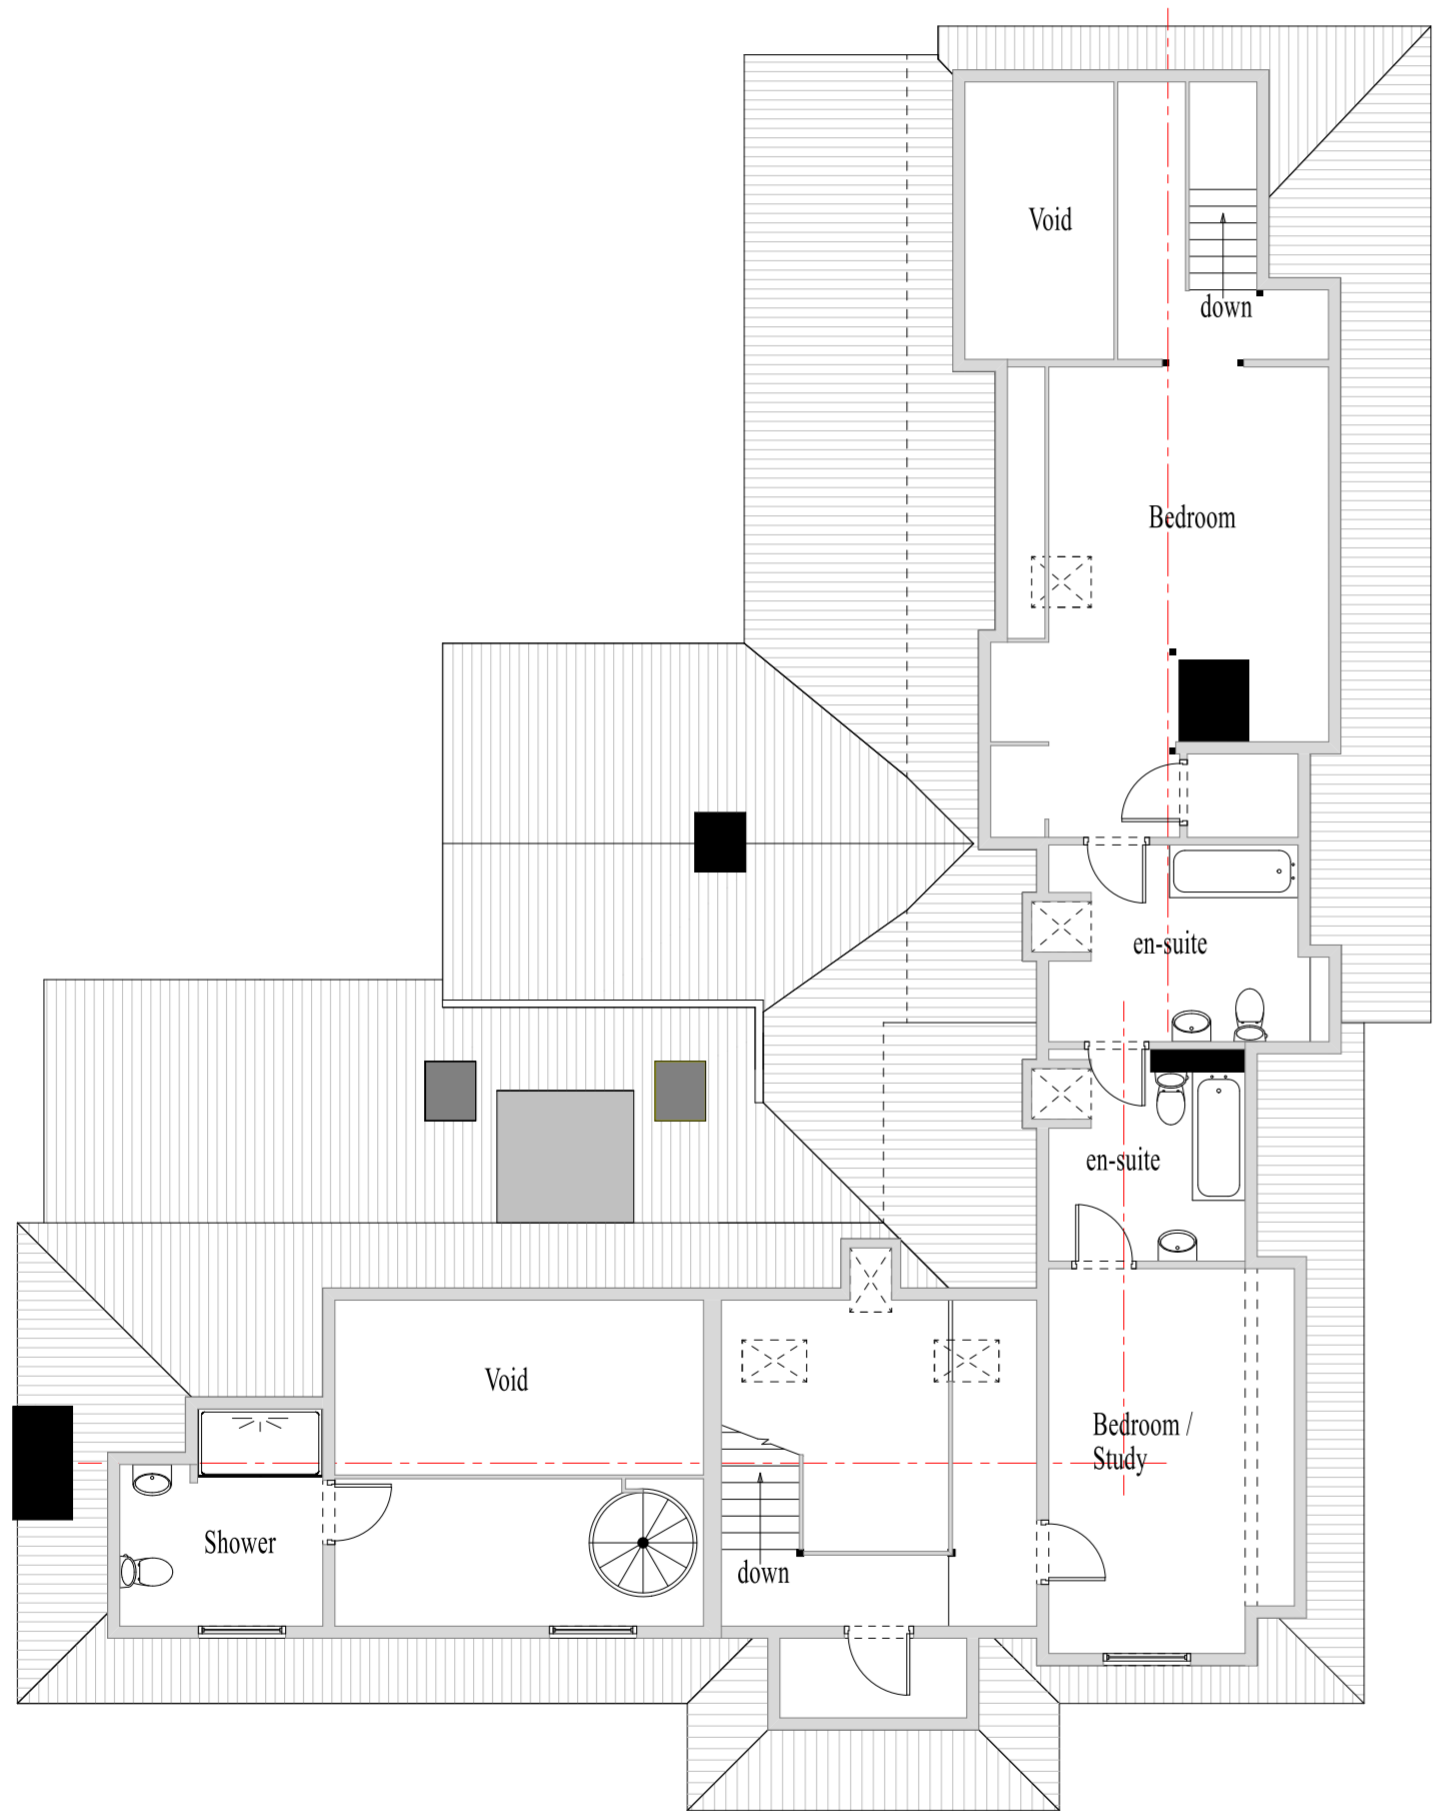 Void
down
Bedroom
en-suite
en-suite
Void
Bedroom /
Study
Shower
down